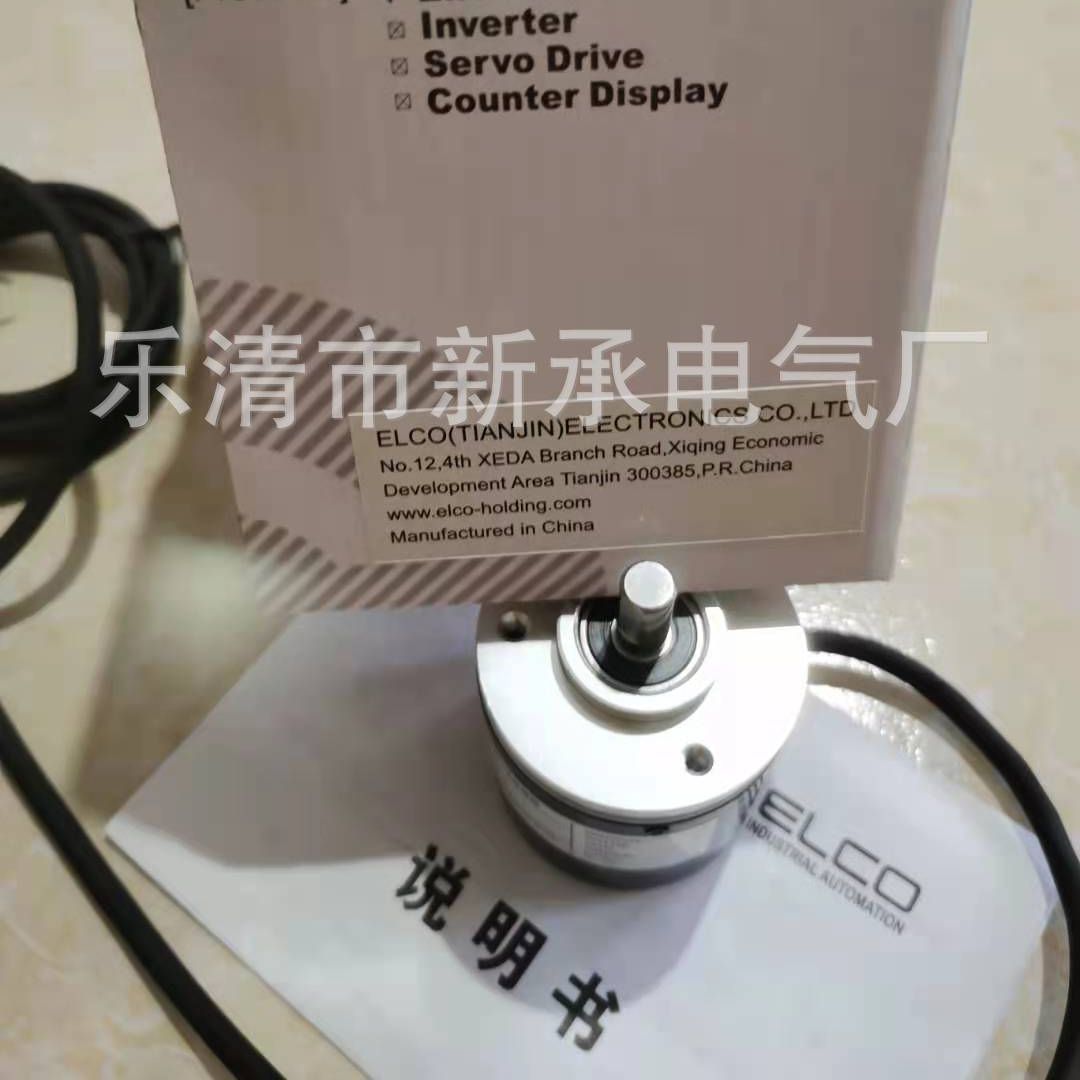 Inverter
Servo Drive
Counter Display
乐清市新承电气厂
ELCO(TIANJIN)ELECTRONICS CO.,LTD
No.12,4th XEDA Branch Road,Xiqing Economic
Development Area Tianjin 300385,P.R.China
www.elco-holding.com
Manufactured in China
ELCO
INDUSTRIAL AUTOMATION
说明书